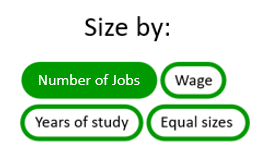 Size by:
Number of Jobs Wage
Years of study Equal sizes